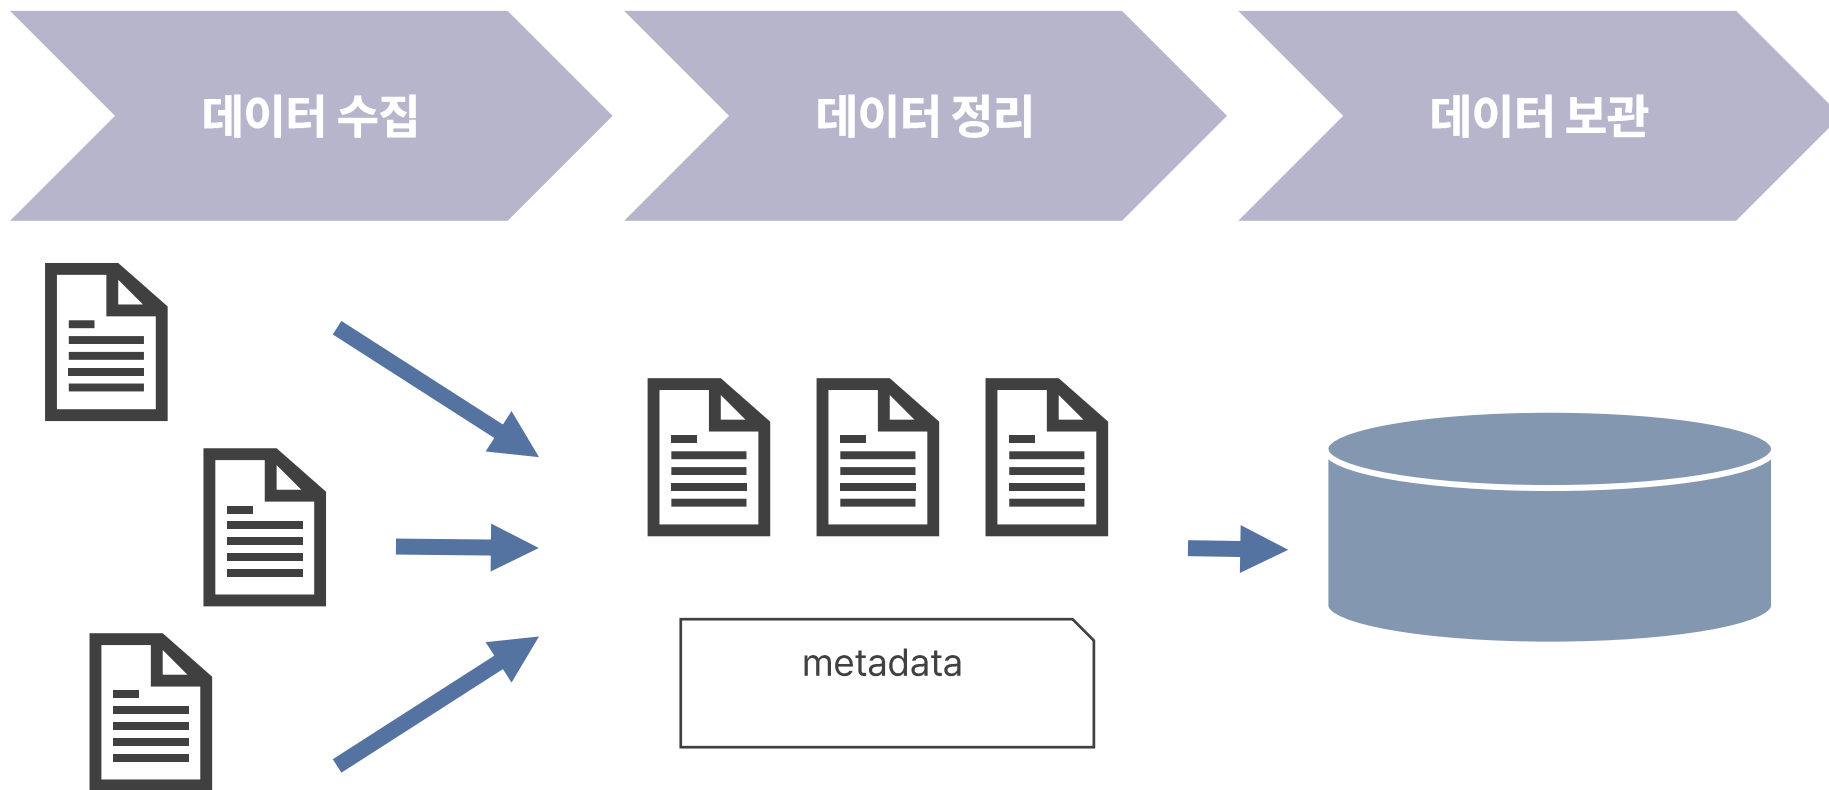 데이터 수집
데이터 정리
데이터 보관
metadata